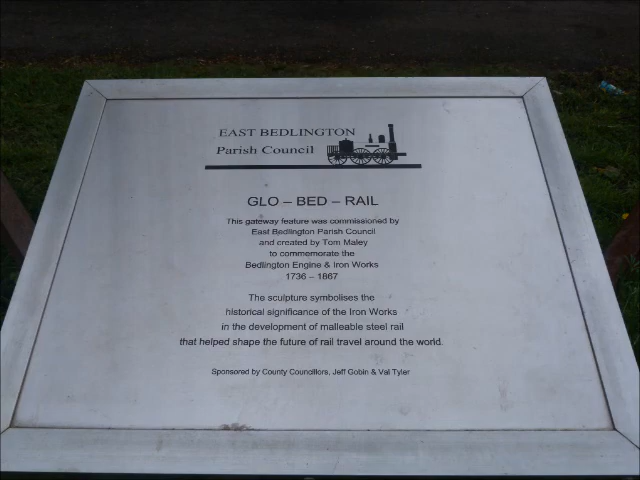 EAST BEDLINGTON
Parish Council
GLO – BED – RAIL
This gateway feature was commissioned by
East Bedlington Parish Council
and created by Tom Maley
to commemorate the
Bedlington Engine & Iron Works
1736 – 1867
The sculpture symbolises the
historical significance of the Iron Works
in the development of malleable steel rail
that helped shape the future of rail travel around the world.
Sponsored by County Councillors, Jeff Gobin & Val Tyler